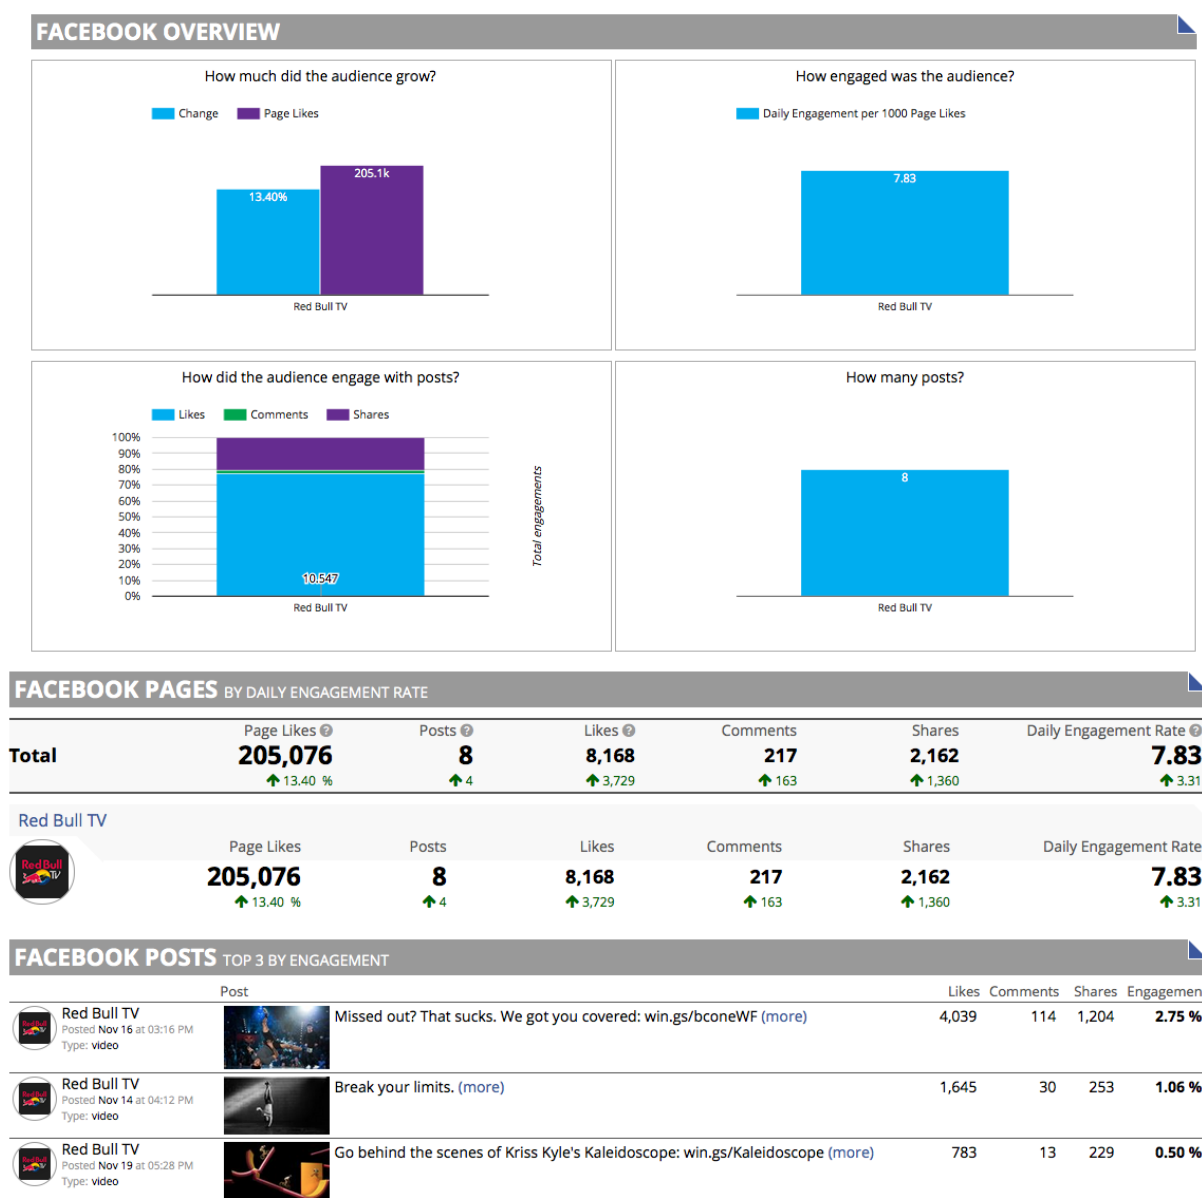 FACEBOOK OVERVIEW
How much did the audience grow?
Change Page Likes
13.40%
205.1k
Red Bull TV
How engaged was the audience?
Daily Engagement per 1000 Page Likes
7.83
Red Bull TV
How did the audience engage with posts?
Likes Comments Shares
100%
90%
80%
70%
60%
50%
40%
30%
20%
10%
0%
10.547
Total engagements
Red Bull TV
How many posts?
8
Red Bull TV
FACEBOOK PAGES BY DAILY ENGAGEMENT RATE
Page Likes ? Posts ? Likes ? Comments Shares Daily Engagement Rate ?
Total 205,076 8 8,168 217 2,162 7.83
13.40 % 4 3,729 163 1,360 3.31
Red Bull TV
Page Likes Posts Likes Comments Shares Daily Engagement Rate
Red Bull
TV
205,076 8 8,168 217 2,162 7.83
13.40 % 4 3,729 163 1,360 3.31
FACEBOOK POSTS TOP 3 BY ENGAGEMENT
Post Likes Comments Shares Engagemen
Red Bull TV
Posted Nov 16 at 03:16 PM
Type: video
Missed out? That sucks. We got you covered: win.gs/bconeWF (more) 4,039 114 1,204 2.75 %
Red Bull TV
Posted Nov 14 at 04:12 PM
Type: video
Break your limits. (more) 1,645 30 253 1.06 %
Red Bull TV
Posted Nov 19 at 05:28 PM
Type: video
Go behind the scenes of Kriss Kyle's Kaleidoscope: win.gs/Kaleidoscope (more) 783 13 229 0.50 %